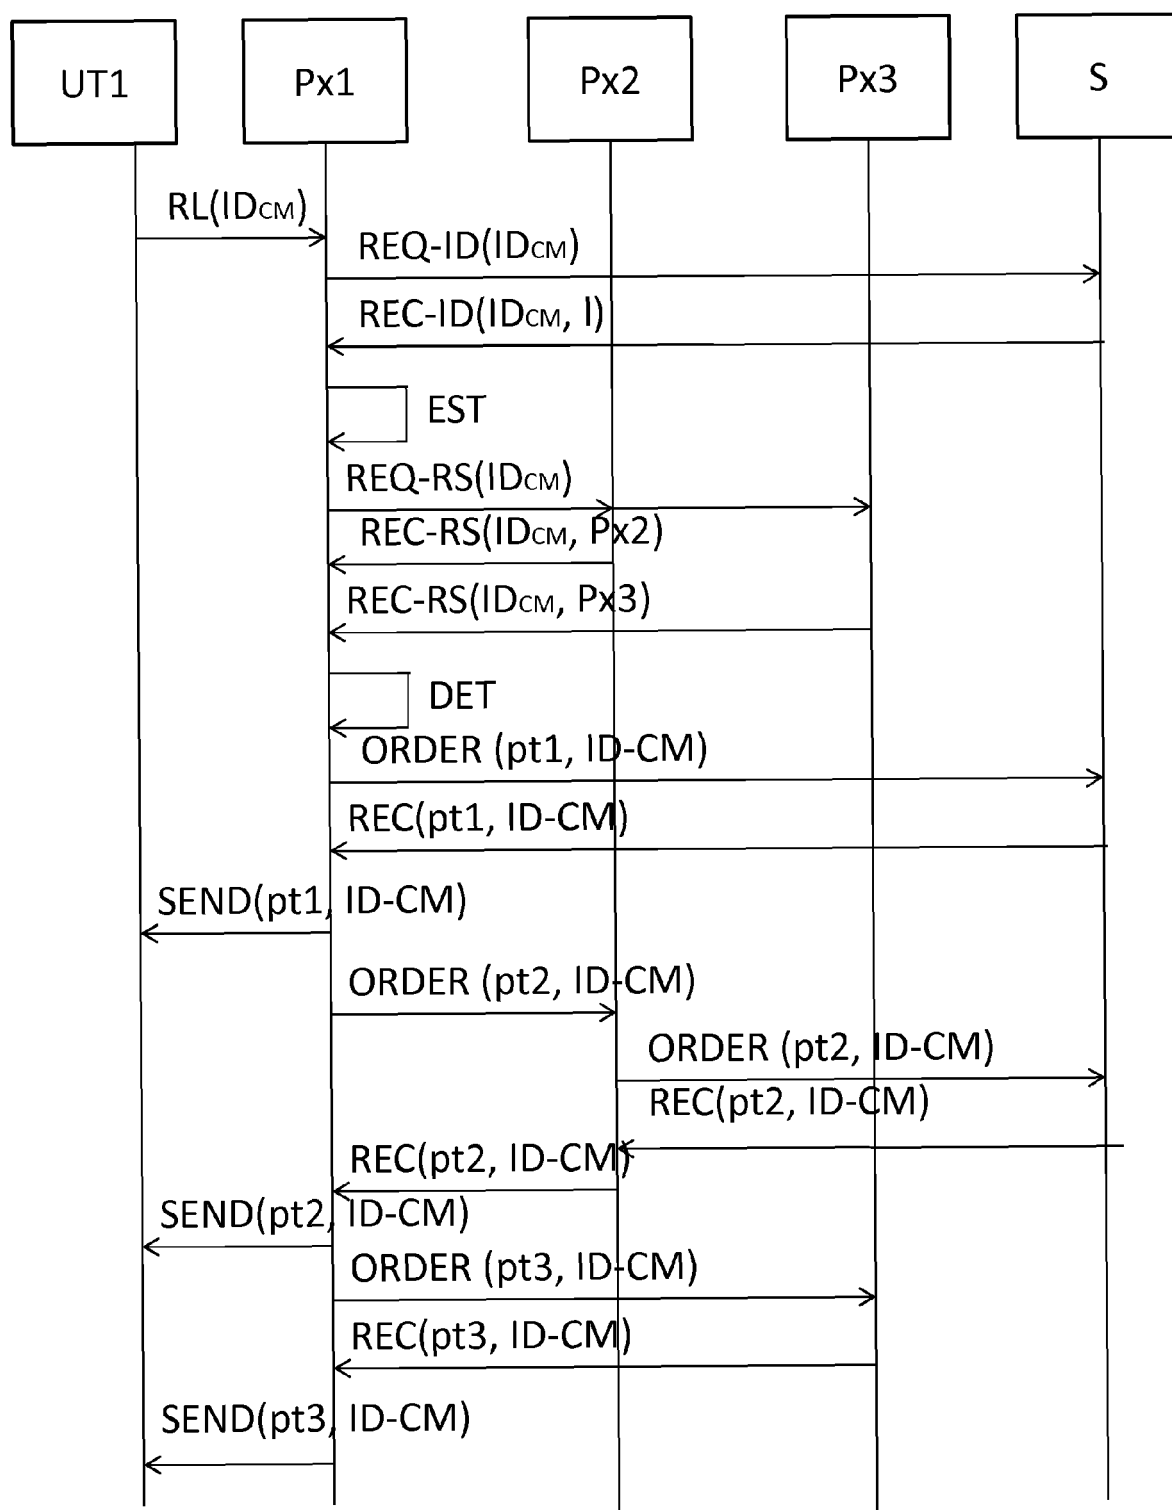 UT1 Px1 Px2 Px3 S
RL(IDCM)
REQ-ID(IDCM)
REC-ID(IDCM, I)
EST
REQ-RS(IDCM)
REC-RS(IDCM, Px2)
REC-RS(IDCM, Px3)
DET
ORDER (pt1, ID-CM)
REC(pt1, ID-CM)
SEND(pt1, ID-CM)
ORDER (pt2, ID-CM)
ORDER (pt2, ID-CM)
REC(pt2, ID-CM)
REC(pt2, ID-CM)
SEND(pt2, ID-CM)
ORDER (pt3, ID-CM)
REC(pt3, ID-CM)
SEND(pt3, ID-CM)